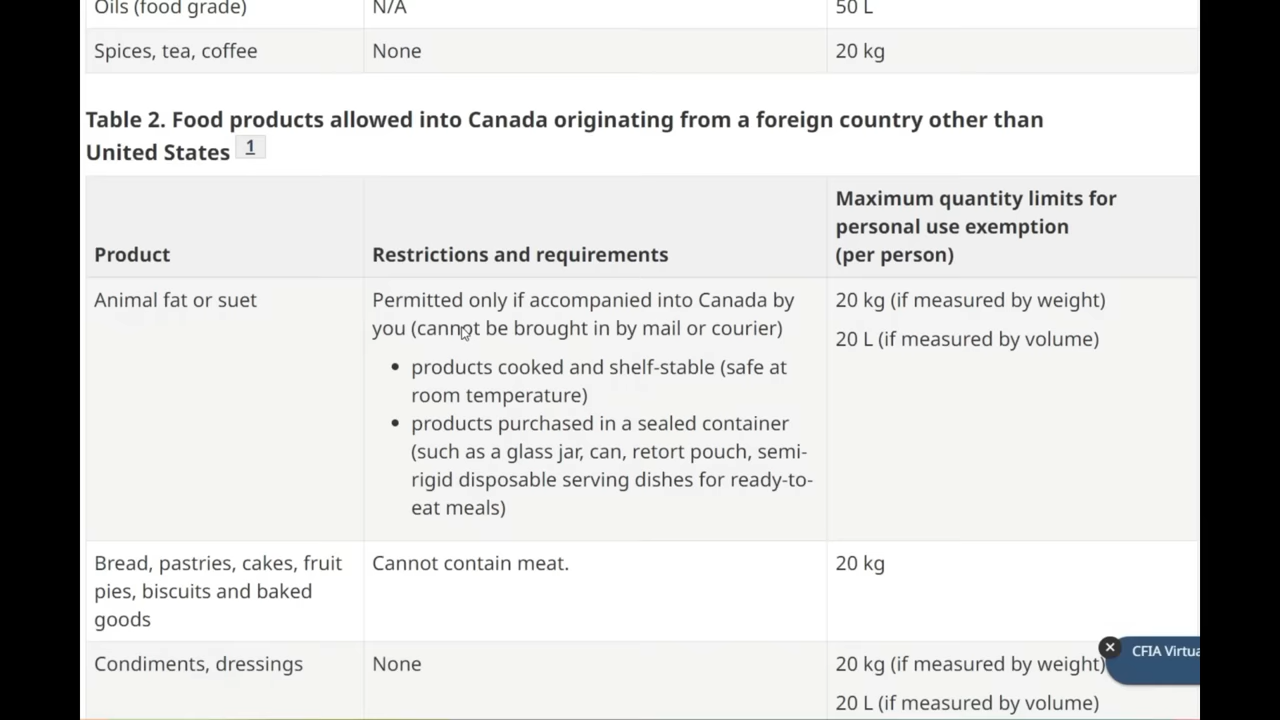 Oils (food grade) N/A 50 L
Spices, tea, coffee None 20 kg
Table 2. Food products allowed into Canada originating from a foreign country other than
United States 1
Product Restrictions and requirements Maximum quantity limits for
personal use exemption
(per person)
Animal fat or suet
Permitted only if accompanied into Canada by
you (cannot be brought in by mail or courier)
products cooked and shelf-stable (safe at
room temperature)
products purchased in a sealed container
(such as a glass jar, can, retort pouch, semi-
rigid disposable serving dishes for ready-to-
eat meals)
20 kg (if measured by weight)
20 L (if measured by volume)
Bread, pastries, cakes, fruit
pies, biscuits and baked
goods
Cannot contain meat.
20 kg
Condiments, dressings
None
20 kg (if measured by weight)
20 L (if measured by volume)
CFIA Virtua